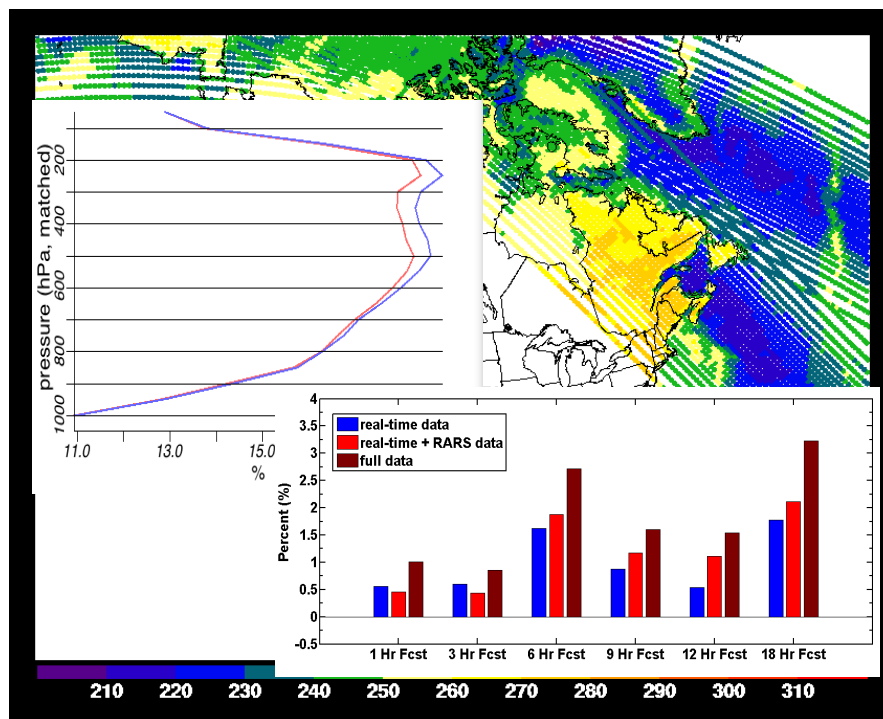 pressure (hPa, matched)
200
400
600
800
1000
11.0 13.0 15.0
%
Percent (%)
4
3.5
3
2.5
2
1.5
1
0.5
0
-0.5
real-time data
real-time + RARS data
full data
1 Hr Fcst 3 Hr Fcst 6 Hr Fcst 9 Hr Fcst 12 Hr Fcst 18 Hr Fcst
210 220 230 240 250 260 270 280 290 300 310